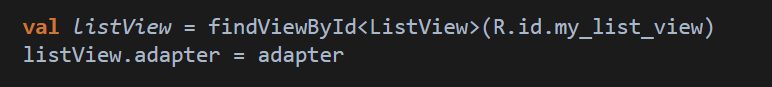 val listView = findViewById<ListView>(R.id.my_list_view)
listView.adapter = adapter